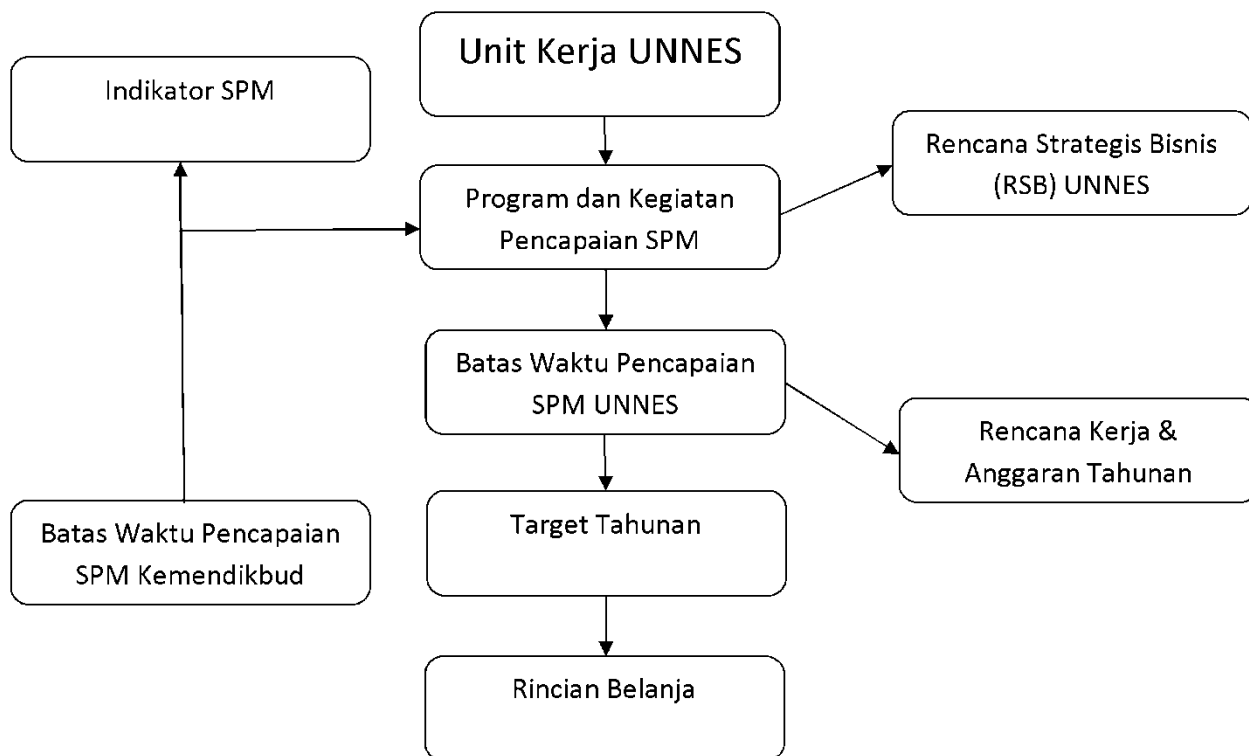 Unit Kerja UNNES
Indikator SPM
Rencana Strategis Bisnis
(RSB) UNNES
Program dan Kegiatan
Pencapaian SPM
Batas Waktu Pencapaian
SPM UNNES
Rencana Kerja &
Anggaran Tahunan
Target Tahunan
Batas Waktu Pencapaian
SPM Kemendikbud
Rincian Belanja